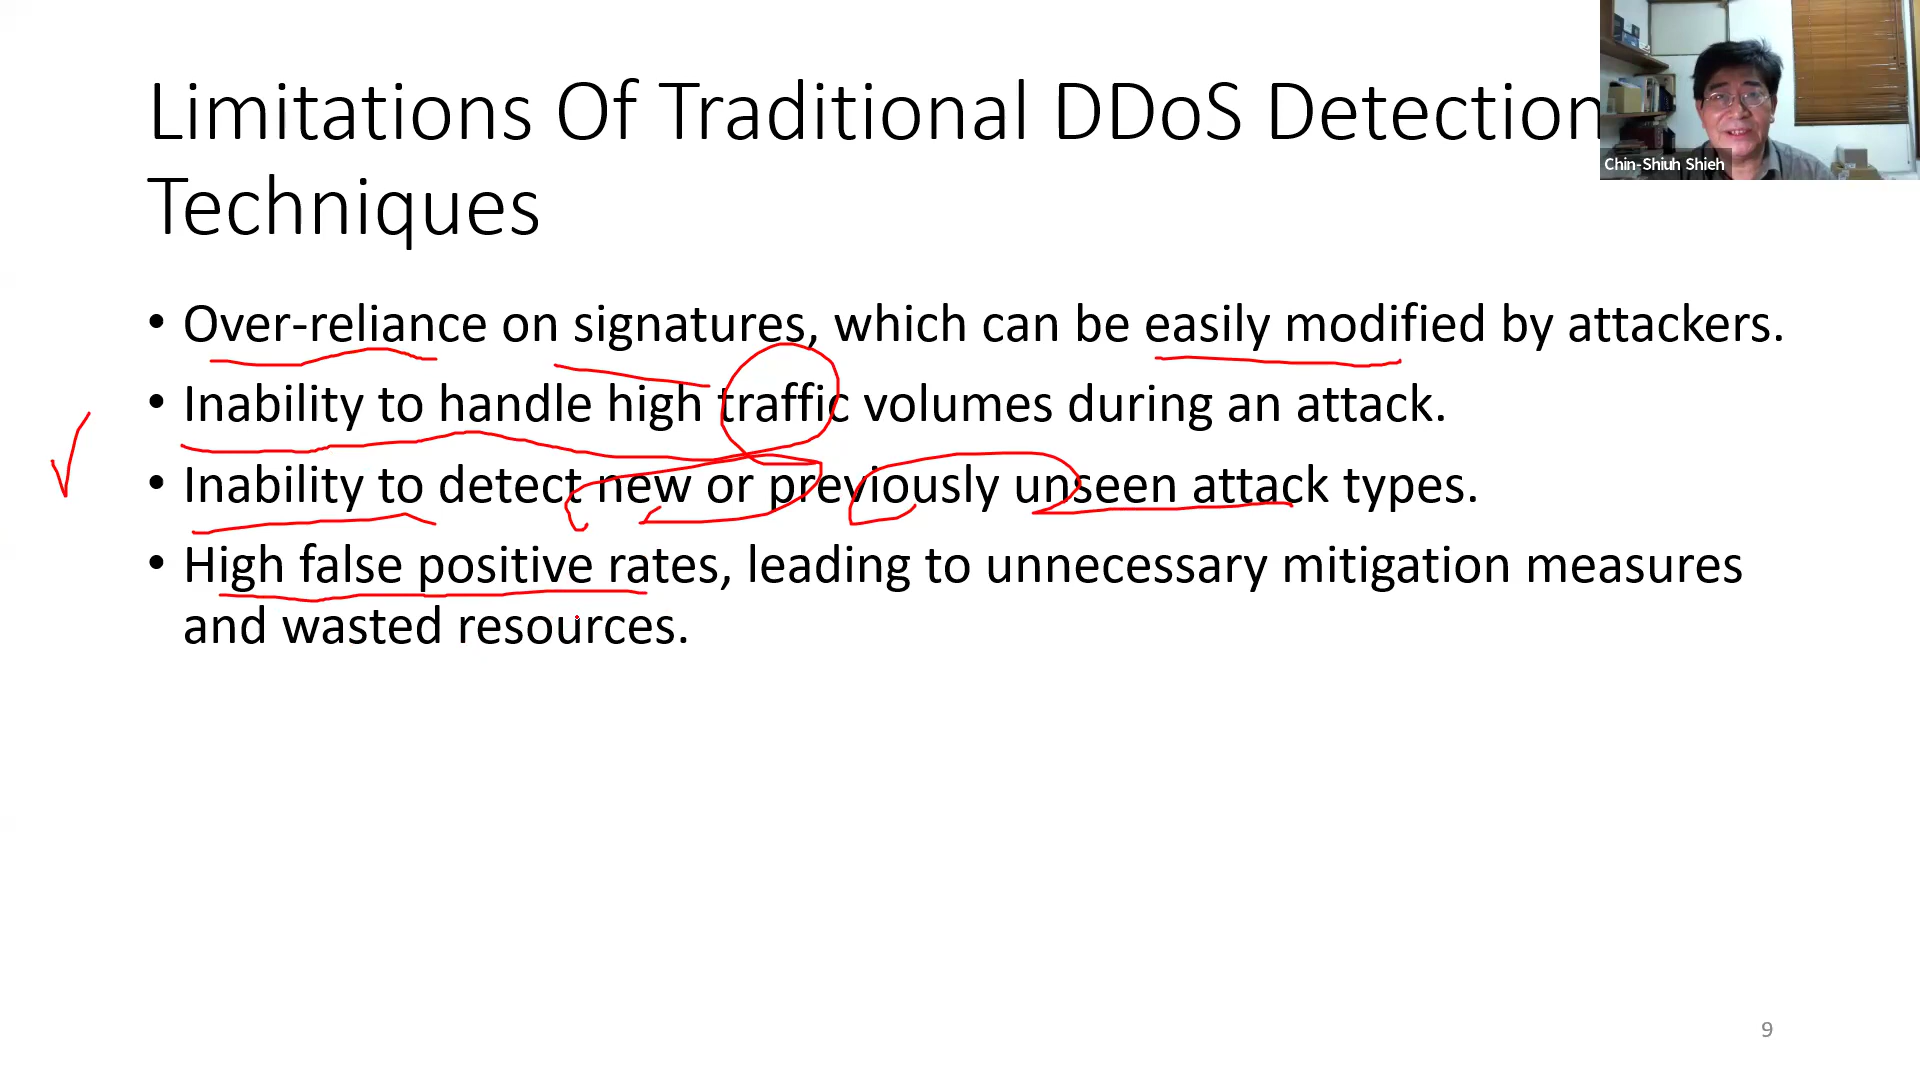 Limitations Of Traditional DDoS Detection
Techniques
Chin-Shiuh Shieh
• Over-reliance on signatures, which can be easily modified by attackers.
• Inability to handle high traffic volumes during an attack.
• Inability to detect new or previously unseen attack types.
• High false positive rates, leading to unnecessary mitigation measures
and wasted resources.
9